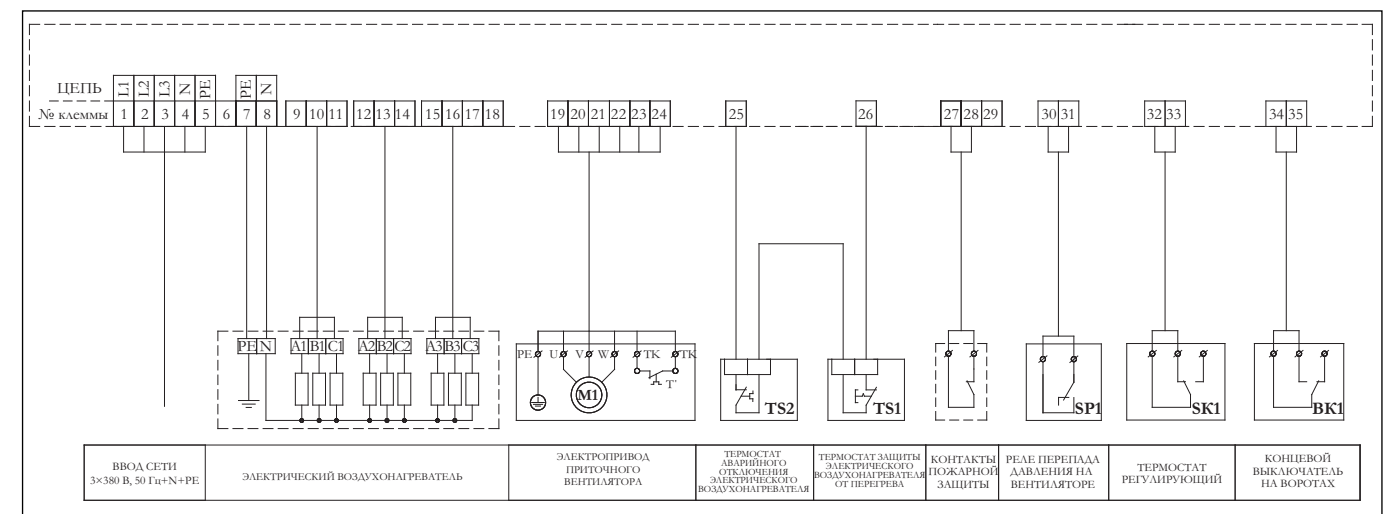 ЦЕПЬ L1 L2 L3 N PE PE N
№ клеммы 1 2 3 4 5 6 7 8 9 10 11 12 13 14 15 16 17 18 19 20 21 22 23 24 25 26 27 28 29 30 31 32 33 34 35
PE N A1 B1 C1 A2 B2 C2 A3 B3 C3
PE U V W TK TK
T°
M1
TS2
TS1
SP1
SK1
BK1
ВВОД СЕТИ
3×380 В, 50 Гц+N+PE
ЭЛЕКТРИЧЕСКИЙ ВОЗДУХОНАГРЕВАТЕЛЬ
ЭЛЕКТРОПРИВОД
ПРИТОЧНОГО
ВЕНТИЛЯТОРА
ТЕРМОСТАТ
АВАРИЙНОГО
ОТКЛЮЧЕНИЯ
ЭЛЕКТРИЧЕСКОГО
ВОЗДУХОНАГРЕВАТЕЛЯ
ТЕРМОСТАТ ЗАЩИТЫ
ЭЛЕКТРИЧЕСКОГО
ВОЗДУХОНАГРЕВАТЕЛЯ
ОТ ПЕРЕГРЕВА
КОНТАКТЫ
ПОЖАРНОЙ
ЗАЩИТЫ
РЕЛЕ ПЕРЕПАДА
ДАВЛЕНИЯ НА
ВЕНТИЛЯТОРЕ
ТЕРМОСТАТ
РЕГУЛИРУЮЩИЙ
КОНЦЕВОЙ
ВЫКЛЮЧАТЕЛЬ
НА ВОРОТАХ